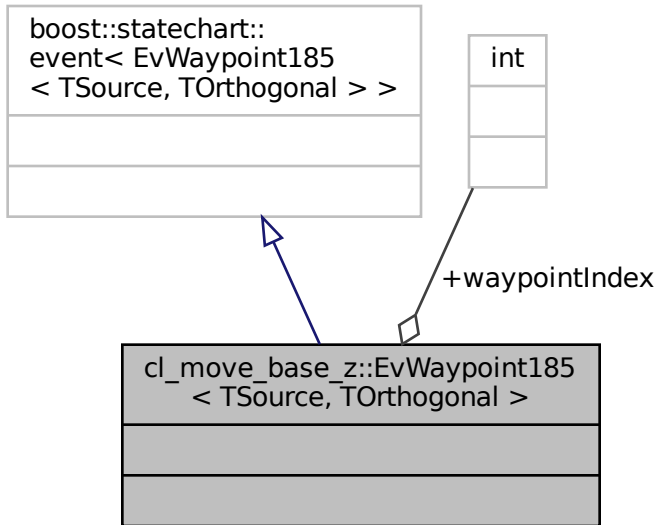 boost::statechart::
event< EvWaypoint185
< TSource, TOrthogonal > >
int
+waypointIndex
cl_move_base_z::EvWaypoint185
< TSource, TOrthogonal >